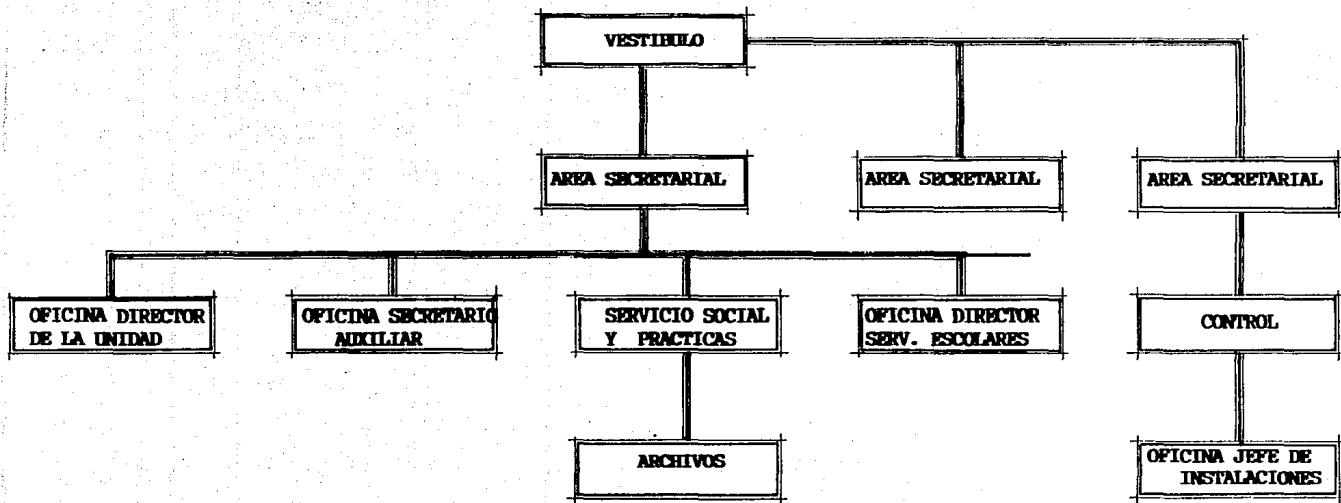 VESTIBULO
AREA SECRETARIAL
AREA SECRETARIAL
AREA SECRETARIAL
OFICINA DIRECTOR
DE LA UNIDAD
OFICINA SECRETARIO
AUXILIAR
SERVICIO SOCIAL
Y PRACTICAS
OFICINA DIRECTOR
SERV. ESCOLARES
CONTROL
ARCHIVOS
OFICINA JEFE DE
INSTALACIONES